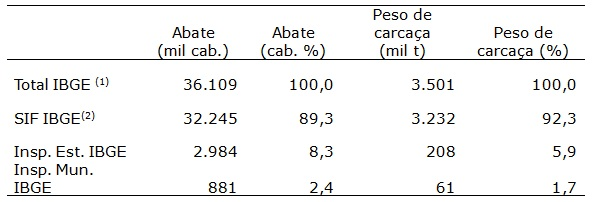 Abate (mil cab.) Abate (cab. %) Peso de carcaça (mil t) Peso de carcaça (%)
Total IBGE (1) 36.109 100,0 3.501 100,0
SIF IBGE(2) 32.245 89,3 3.232 92,3
Insp. Est. IBGE 2.984 8,3 208 5,9
Insp. Mun.
IBGE 881 2,4 61 1,7